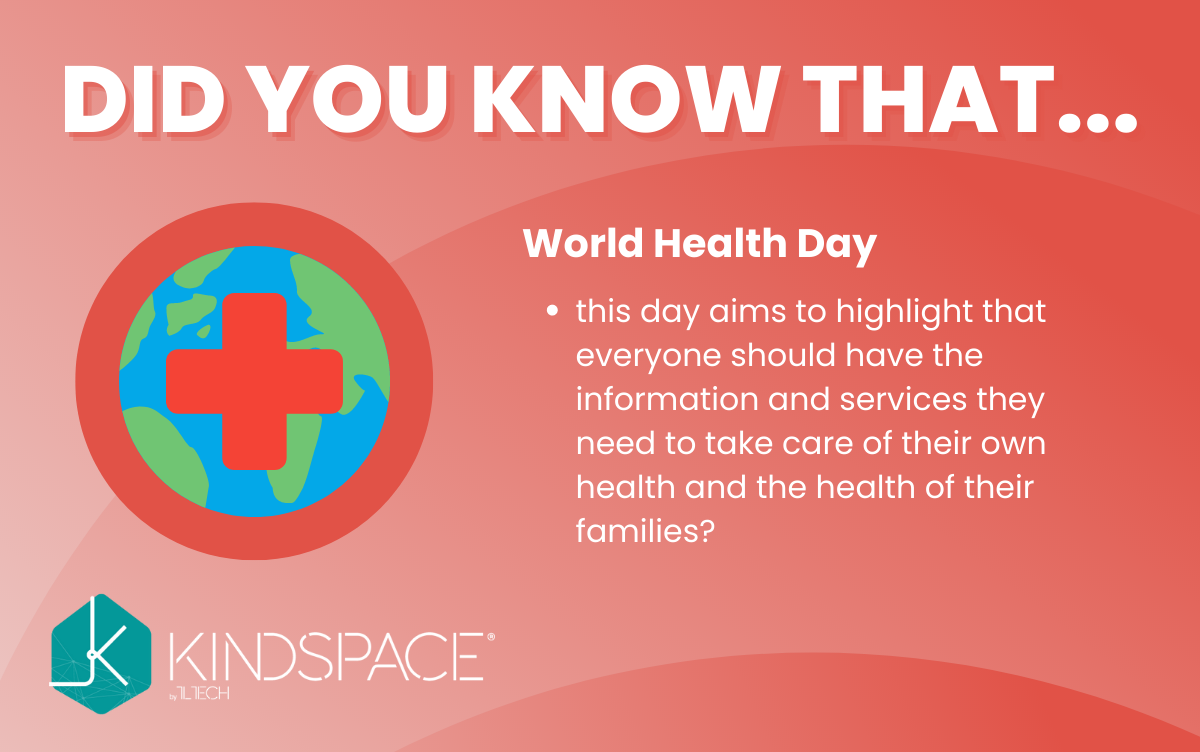 DID YOU KNOW THAT...
World Health Day
• this day aims to highlight that
everyone should have the
information and services they
need to take care of their own
health and the health of their
families?
KINDSPACE®
by TLTECH